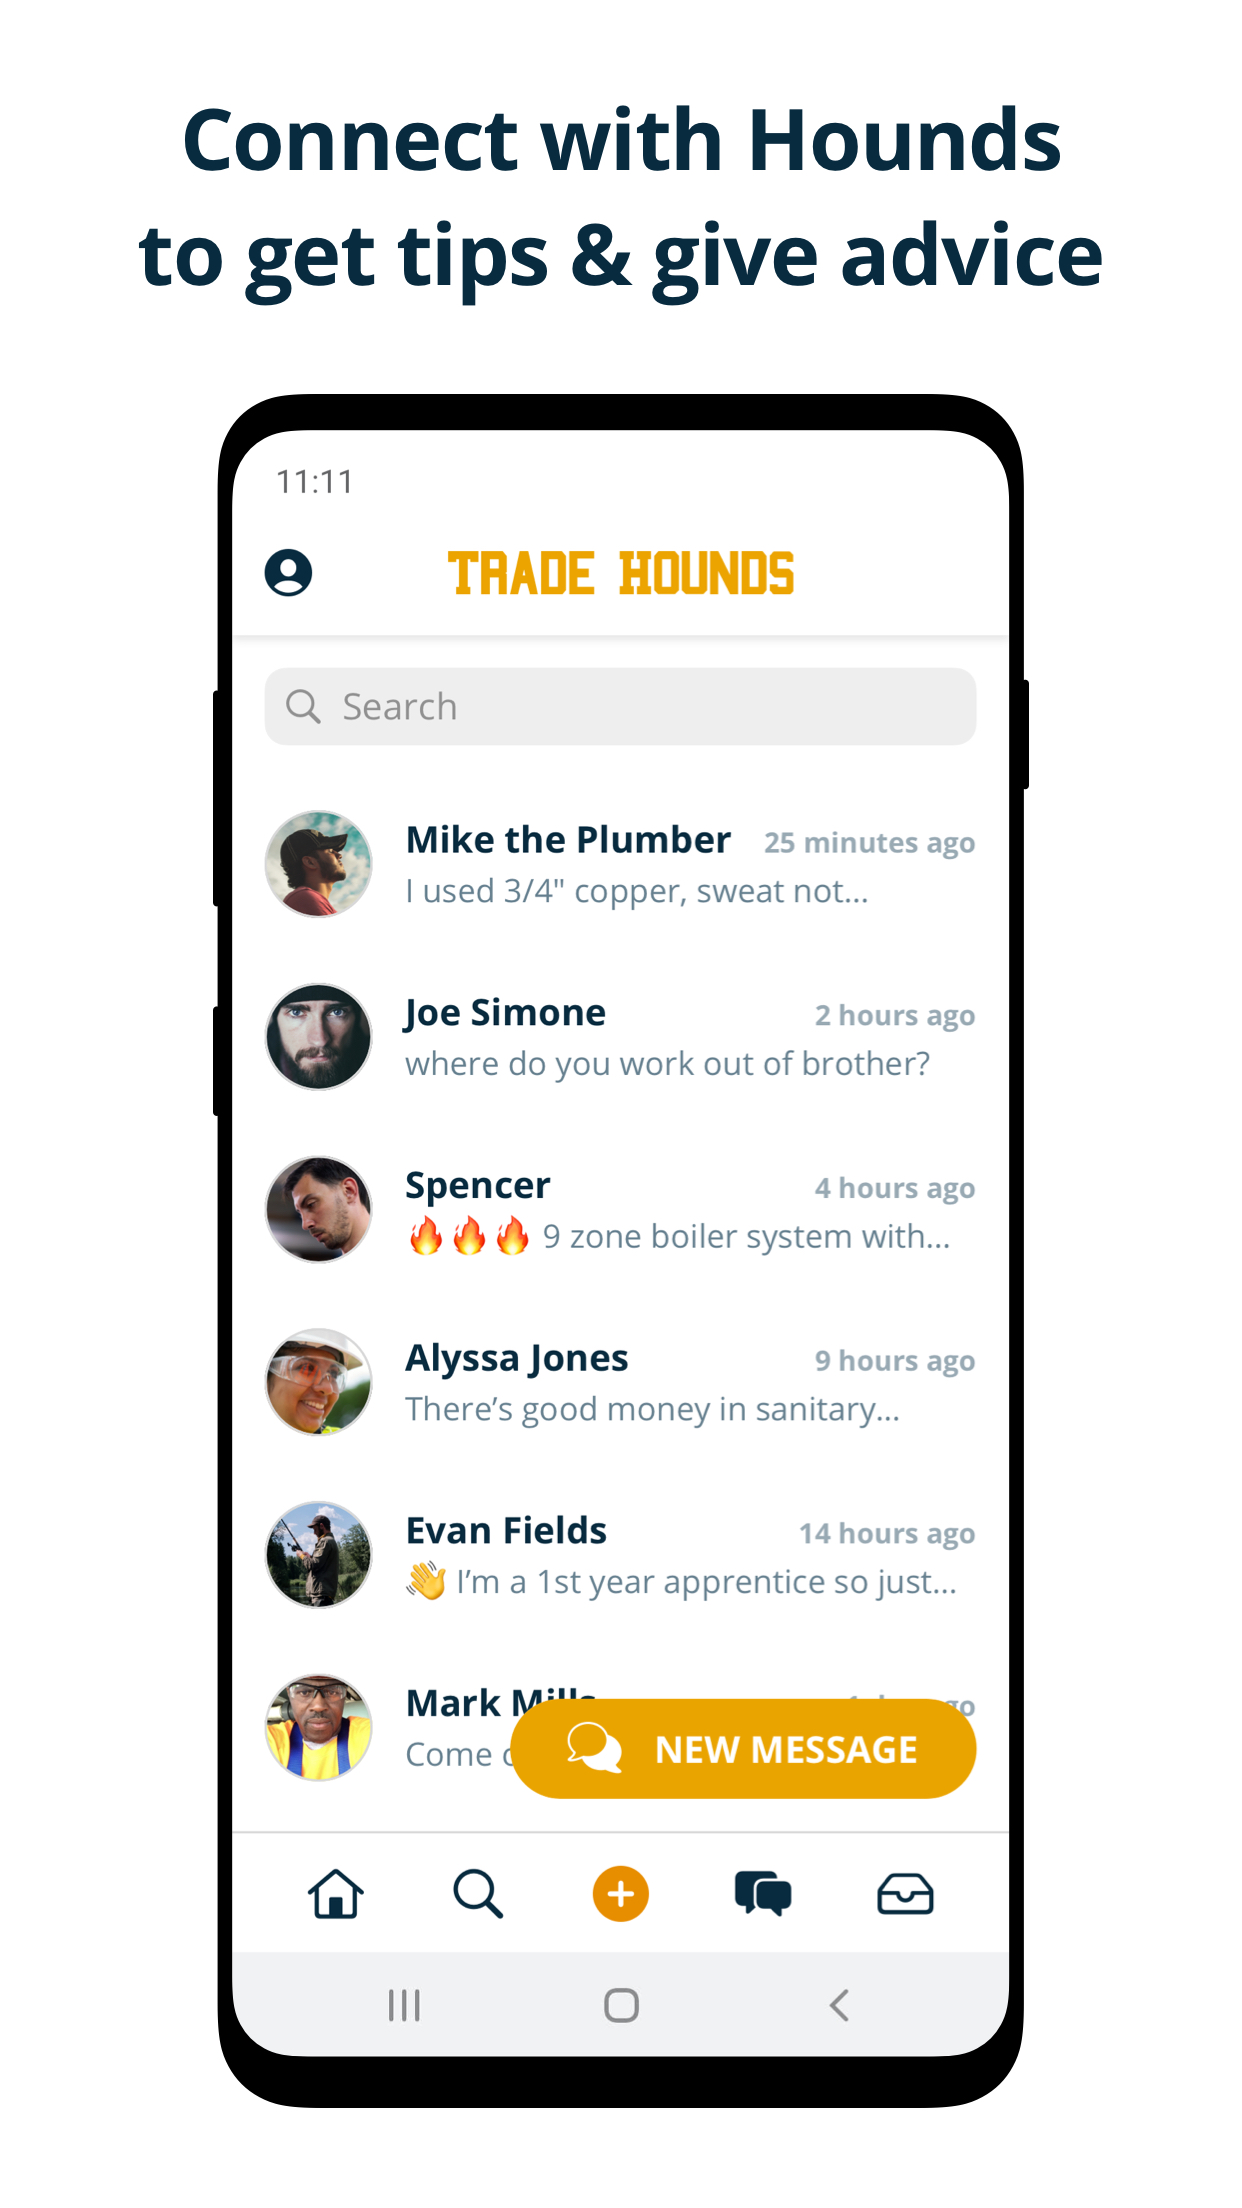 Connect with Hounds
to get tips & give advice
11:11
TRADE HOUNDS
Search
Mike the Plumber 25 minutes ago
I used 3/4" copper, sweat not...
Joe Simone 2 hours ago
where do you work out of brother?
Spencer 4 hours ago
🔥🔥🔥 9 zone boiler system with...
Alyssa Jones 9 hours ago
There’s good money in sanitary...
Evan Fields 14 hours ago
👋 I’m a 1st year apprentice so just...
Mark Mills
Come
NEW MESSAGE